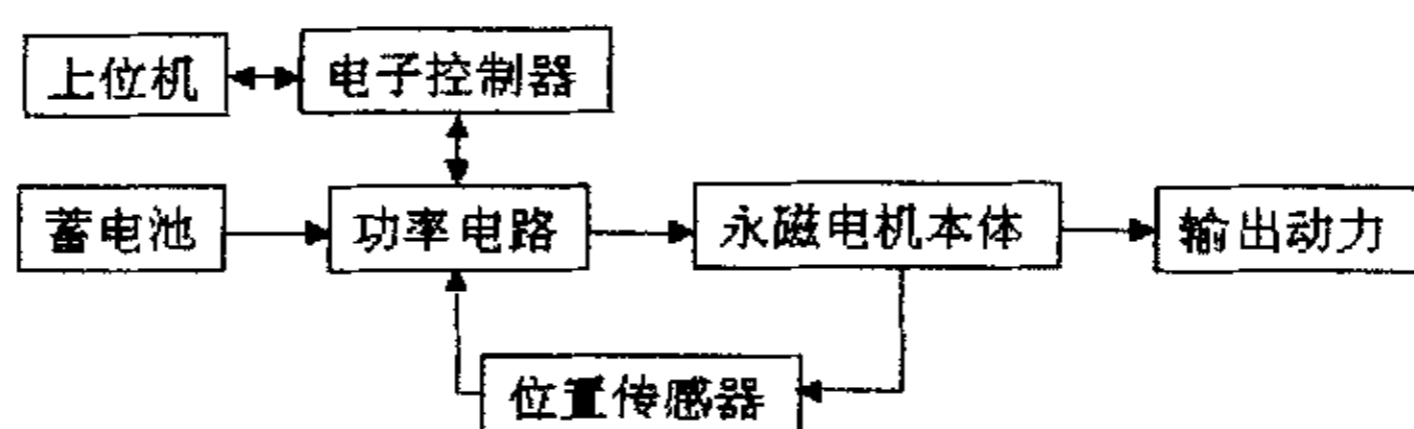 上位机
电子控制器
蓄电池
功率电路
永磁电机本体
输出动力
位置传感器